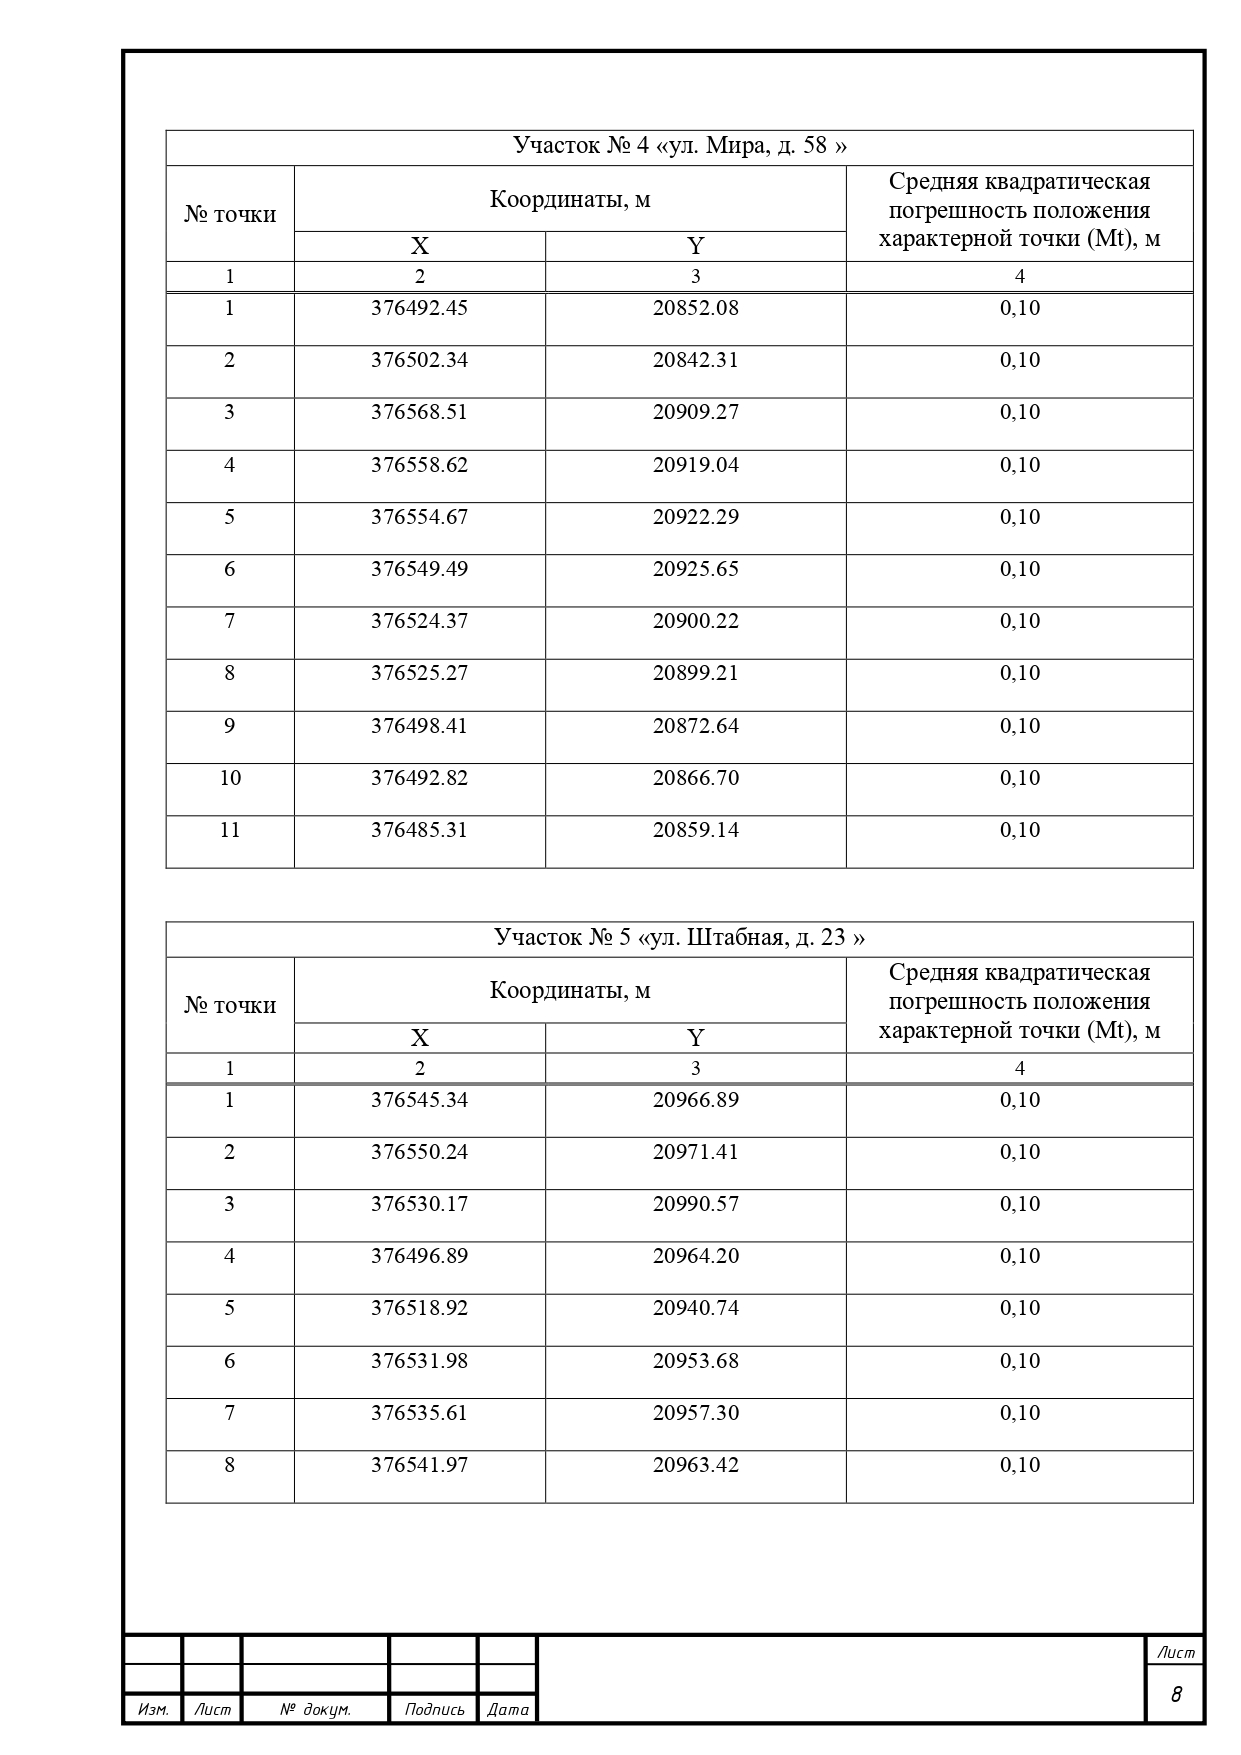 Участок № 4 «ул. Мира, д. 58 »
№ точки
Координаты, м
Средняя квадратическая
погрешность положения
характерной точки (Mt), м
X Y
1 2 3 4
1 376492.45 20852.08 0,10
2 376502.34 20842.31 0,10
3 376568.51 20909.27 0,10
4 376558.62 20919.04 0,10
5 376554.67 20922.29 0,10
6 376549.49 20925.65 0,10
7 376524.37 20900.22 0,10
8 376525.27 20899.21 0,10
9 376498.41 20872.64 0,10
10 376492.82 20866.70 0,10
11 376485.31 20859.14 0,10
Участок № 5 «ул. Штабная, д. 23 »
№ точки
Координаты, м
Средняя квадратическая
погрешность положения
характерной точки (Mt), м
X Y
1 2 3 4
1 376545.34 20966.89 0,10
2 376550.24 20971.41 0,10
3 376530.17 20990.57 0,10
4 376496.89 20964.20 0,10
5 376518.92 20940.74 0,10
6 376531.98 20953.68 0,10
7 376535.61 20957.30 0,10
8 376541.97 20963.42 0,10
Лист
8
Изм. Лист № докум. Подпись Дата